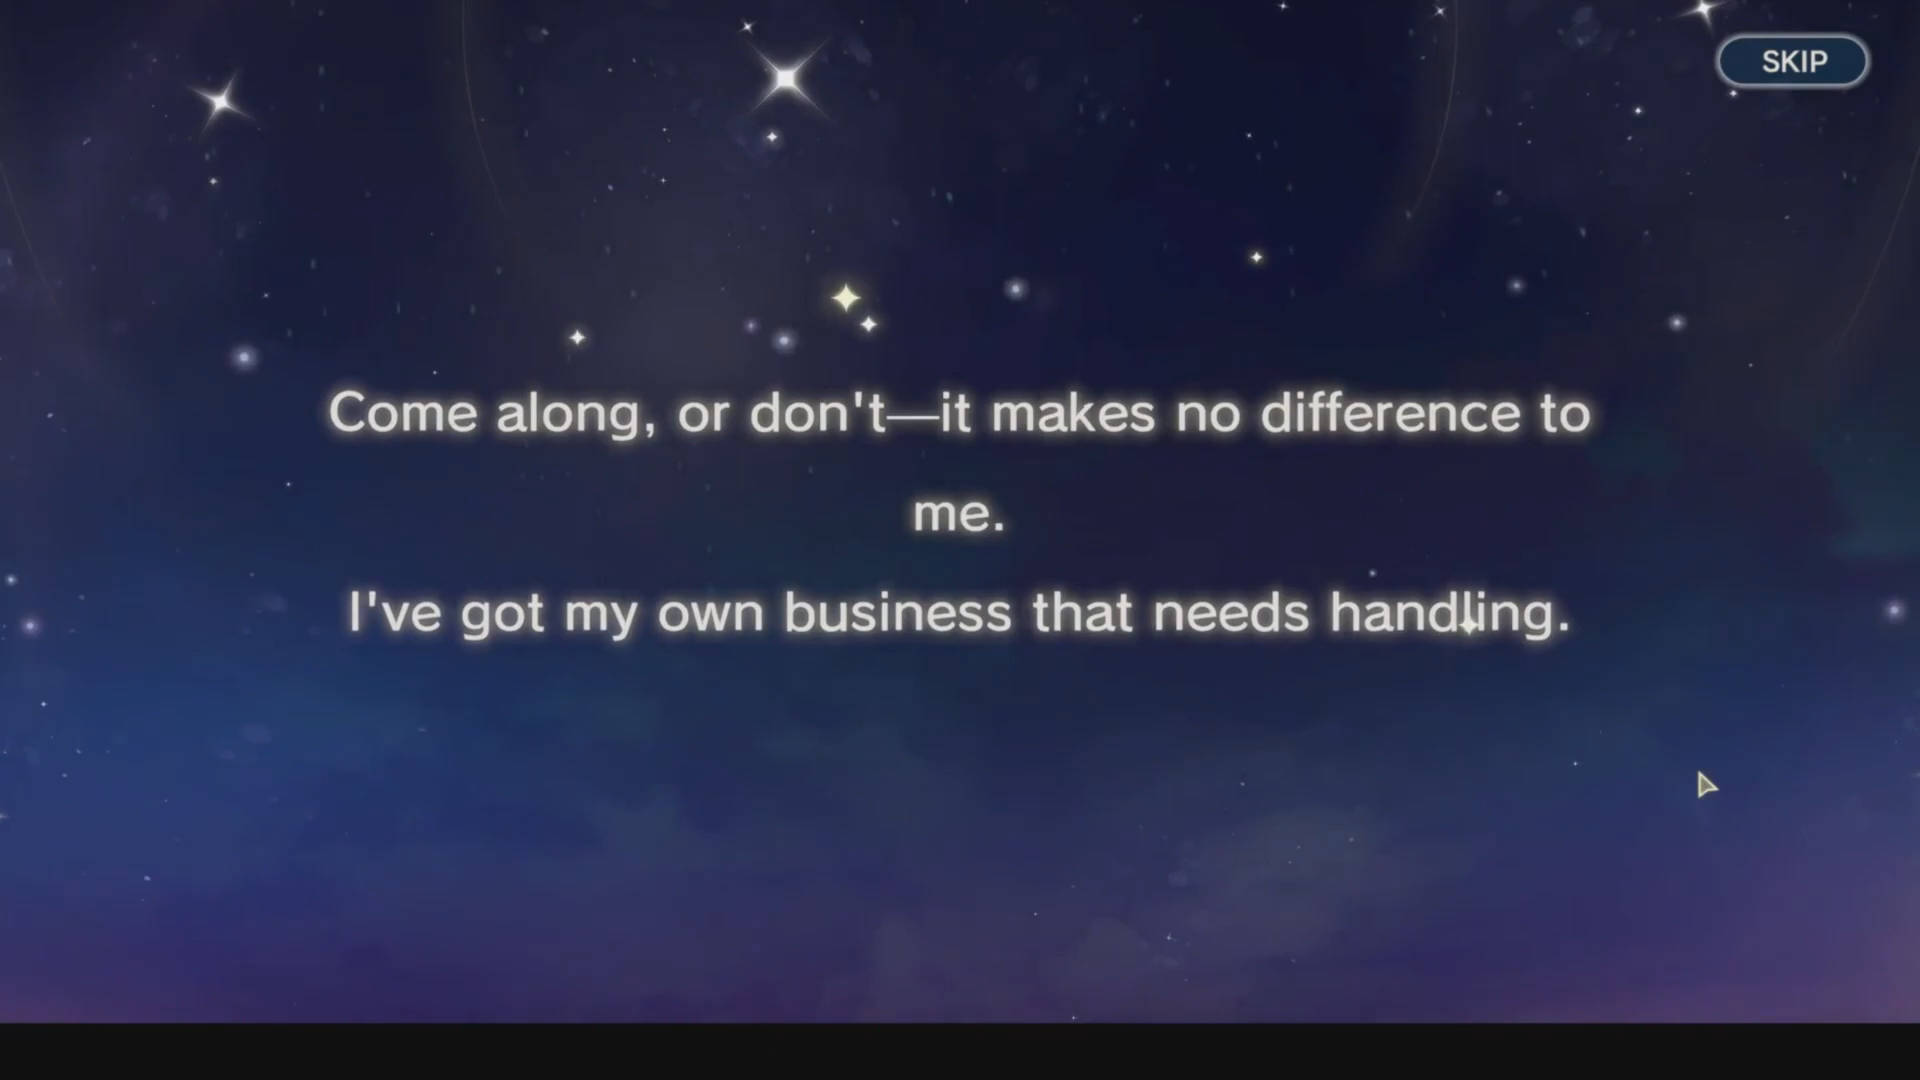 SKIP
Come along, or don't—it makes no difference to
me.
I've got my own business that needs handling.